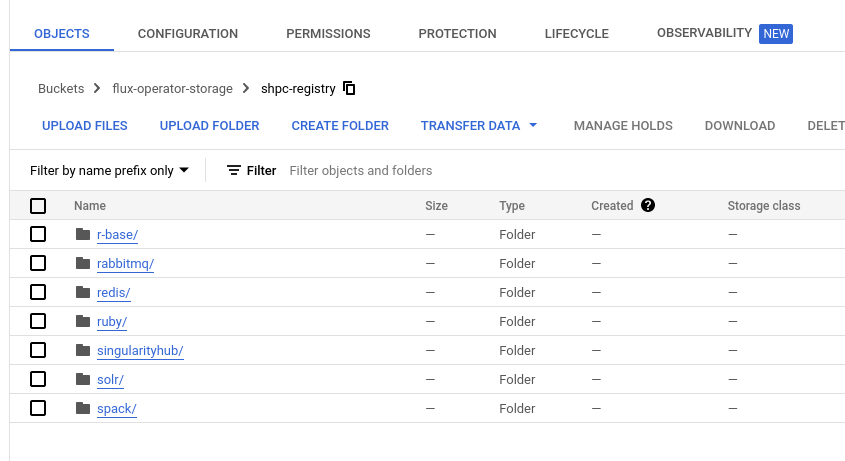 OBJECTS CONFIGURATION PERMISSIONS PROTECTION LIFECYCLE OBSERVABILITY NEW
Buckets > flux-operator-storage > shpc-registry
UPLOAD FILES UPLOAD FOLDER CREATE FOLDER TRANSFER DATA MANAGE HOLDS DOWNLOAD DELET
Filter by name prefix only Filter Filter objects and folders
Name Size Type Created ? Storage class
r-base/ — Folder — —
rabbitmq/ — Folder — —
redis/ — Folder — —
ruby/ — Folder — —
singularityhub/ — Folder — —
solr/ — Folder — —
spack/ — Folder — —